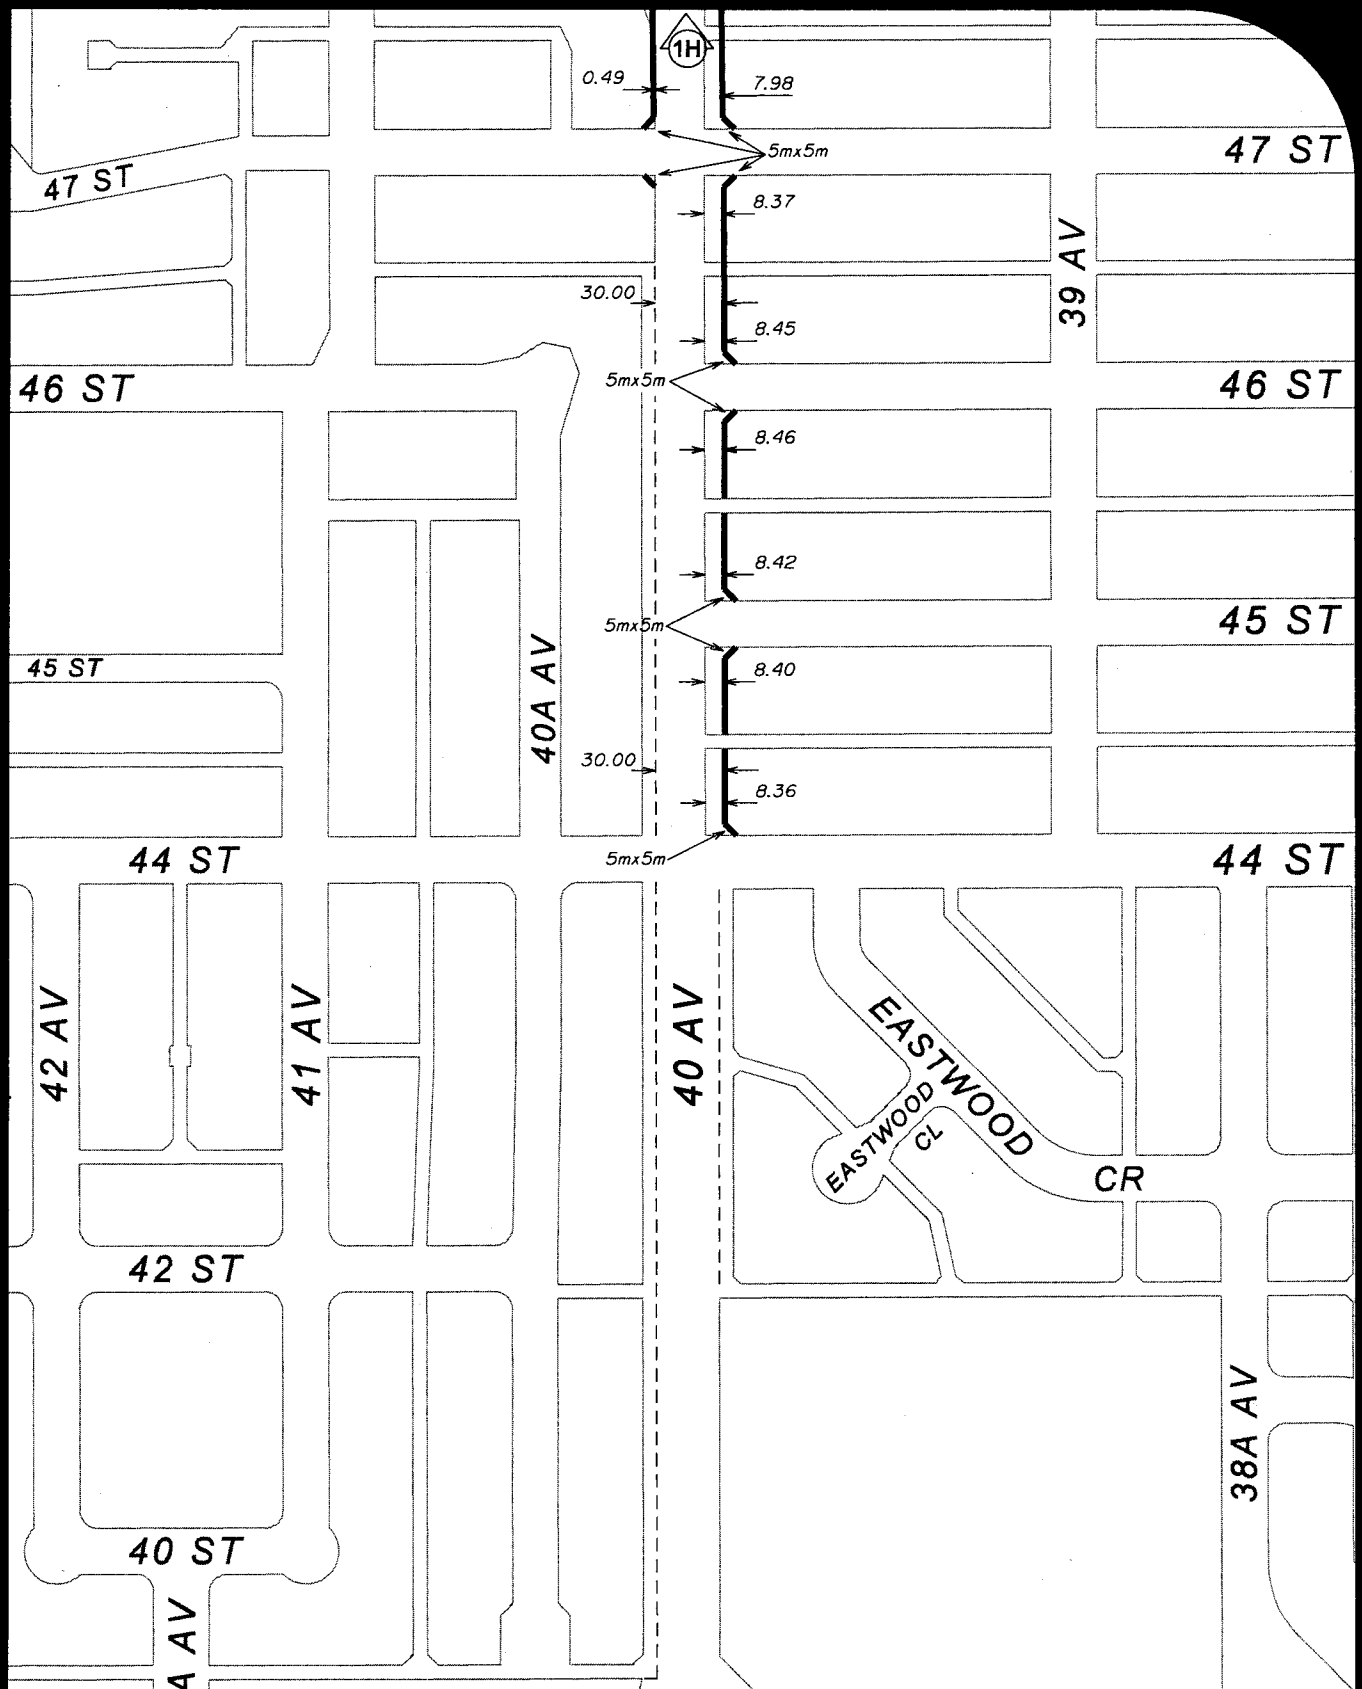 1H
0.49
7.98
5mx5m
47 ST
47 ST
8.37
39 AV
30.00
8.45
5mx5m
46 ST
46 ST
8.46
8.42
5mx5m
45 ST
45 ST
8.40
40A AV
30.00
8.36
5mx5m
44 ST
44 ST
42 AV
41 AV
40 AV
EASTWOOD
EASTWOOD
CL
CR
42 ST
38A AV
40 ST
A AV